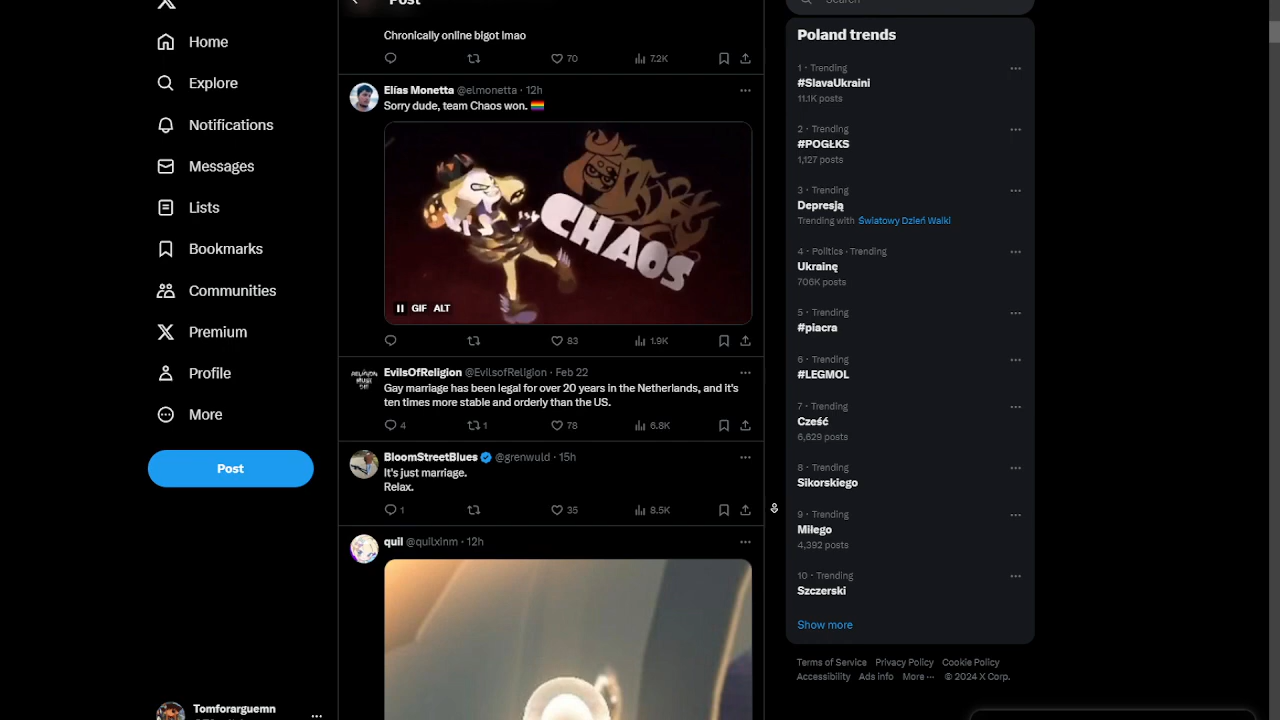 Post
Search
Home
Explore
Notifications
Messages
Lists
Bookmarks
Communities
Premium
Profile
More
Post
Tomforarguemn
Chronically online bigot lmao
70
7.2K
Elías Monetta @elmonetta · 12h
Sorry dude, team Chaos won. 🏳️‍🌈
CHAOS
GIF ALT
83
1.9K
EvilsOfReligion @EvilsofReligion · Feb 22
Gay marriage has been legal for over 20 years in the Netherlands, and it's
ten times more stable and orderly than the US.
4
1
78
6.8K
BloomStreetBlues @grenwuld · 15h
It's just marriage.
Relax.
1
35
8.5K
quil @quilxinm · 12h
Poland trends
1 · Trending
#SlavaUkraini
11.1K posts
2 · Trending
#POGŁKS
1,127 posts
3 · Trending
Depresją
Trending with Światowy Dzień Walki
4 · Politics · Trending
Ukrainę
706K posts
5 · Trending
#piacra
6 · Trending
#LEGMOL
7 · Trending
Cześć
6,629 posts
8 · Trending
Sikorskiego
9 · Trending
Miłego
4,392 posts
10 · Trending
Szczerski
Show more
Terms of Service Privacy Policy Cookie Policy
Accessibility Ads info More ··· © 2024 X Corp.